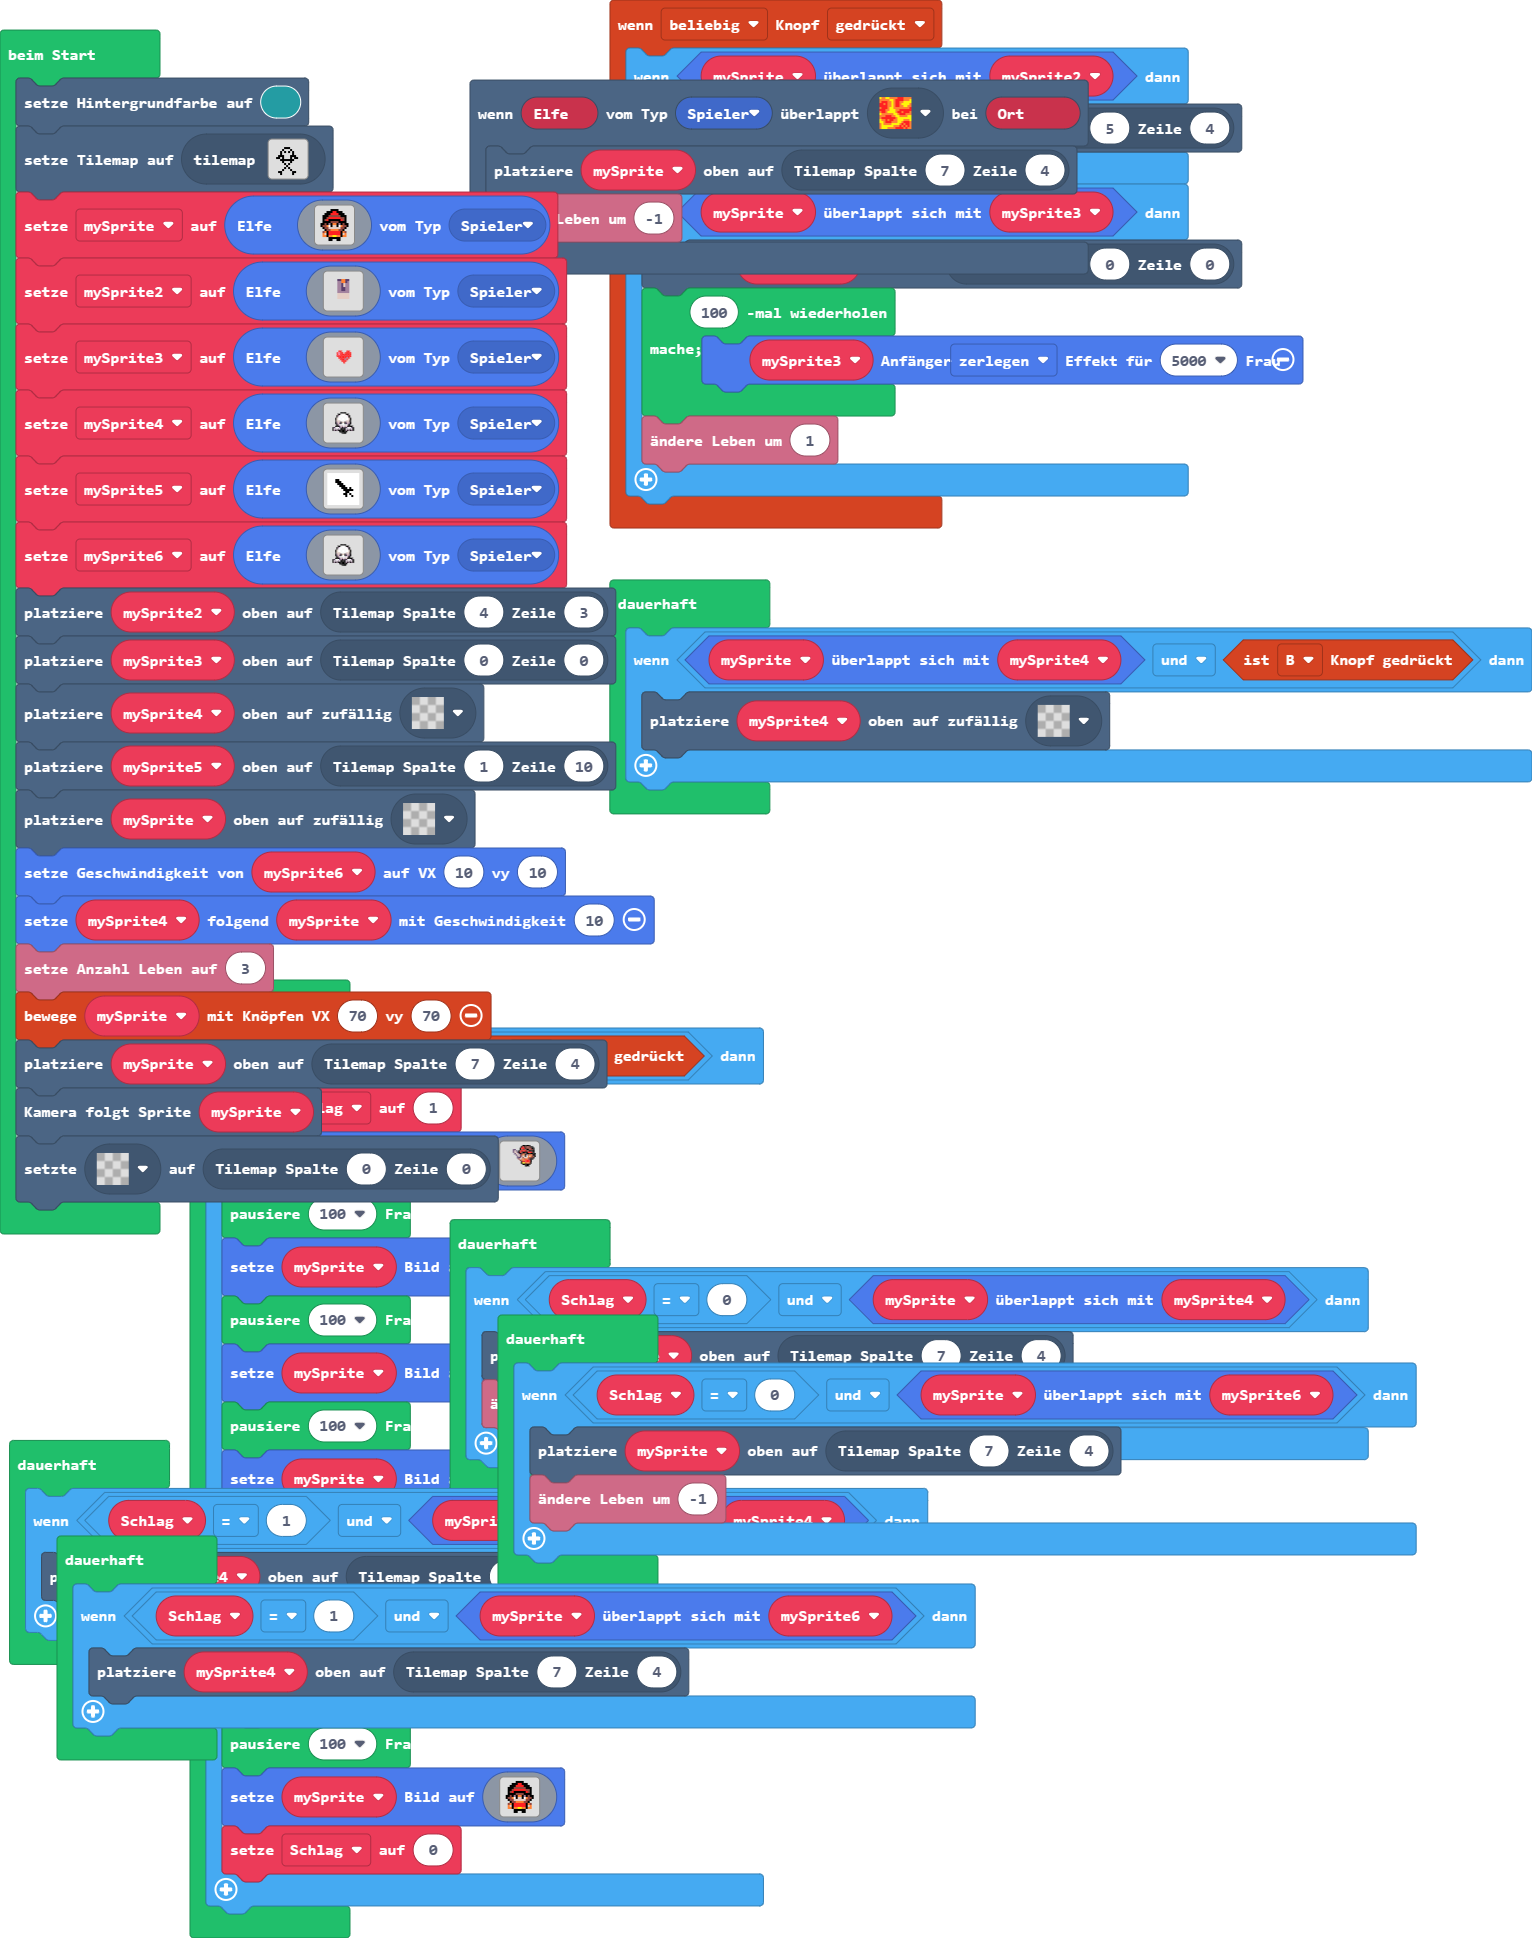 beim Start
setze Hintergrundfarbe auf
setze Tilemap auf tilemap
setze mySprite auf Elfe vom Typ Spieler
setze mySprite2 auf Elfe vom Typ Spieler
setze mySprite3 auf Elfe vom Typ Spieler
setze mySprite4 auf Elfe vom Typ Spieler
setze mySprite5 auf Elfe vom Typ Spieler
setze mySprite6 auf Elfe vom Typ Spieler
platziere mySprite2 oben auf Tilemap Spalte 4 Zeile 3
platziere mySprite3 oben auf Tilemap Spalte 0 Zeile 0
platziere mySprite4 oben auf zufällig
platziere mySprite5 oben auf Tilemap Spalte 1 Zeile 10
platziere mySprite oben auf zufällig
setze Geschwindigkeit von mySprite6 auf VX 10 vy 10
setze mySprite4 folgend mySprite mit Geschwindigkeit 10
setze Anzahl Leben auf 3
bewege mySprite mit Knöpfen VX 70 vy 70
platziere mySprite oben auf Tilemap Spalte 7 Zeile 4
Kamera folgt Sprite mySprite
setzte auf Tilemap Spalte 0 Zeile 0
wenn beliebig Knopf gedrückt
wenn mySprite überlappt sich mit mySprite2 dann
5 Zeile 4
mySprite überlappt sich mit mySprite3 dann
0 Zeile 0
100 -mal wiederholen
mache;
mySprite3 Anfänger zerlegen Effekt für 5000 Frau
ändere Leben um 1
wenn Elfe vom Typ Spieler überlappt bei Ort
platziere mySprite oben auf Tilemap Spalte 7 Zeile 4
Leben um -1
dauerhaft
wenn mySprite überlappt sich mit mySprite4 und ist B Knopf gedrückt dann
platziere mySprite4 oben auf zufällig
gedrückt dann
lag auf 1
pausiere 100 Fra
setze mySprite Bild
pausiere 100 Fra
setze mySprite Bild
pausiere 100 Fra
setze mySprite Bild
pausiere 100 Fra
setze mySprite Bild auf
setze Schlag auf 0
dauerhaft
wenn Schlag = 0 und mySprite überlappt sich mit mySprite4 dann
oben auf Tilemap Spalte 7 Zeile 4
dauerhaft
wenn Schlag = 0 und mySprite überlappt sich mit mySprite6 dann
platziere mySprite oben auf Tilemap Spalte 7 Zeile 4
ändere Leben um -1
dauerhaft
wenn Schlag = 1 und mySpri mySprite4 dann
4 oben auf Tilemap Spalte
dauerhaft
wenn Schlag = 1 und mySprite überlappt sich mit mySprite6 dann
platziere mySprite4 oben auf Tilemap Spalte 7 Zeile 4